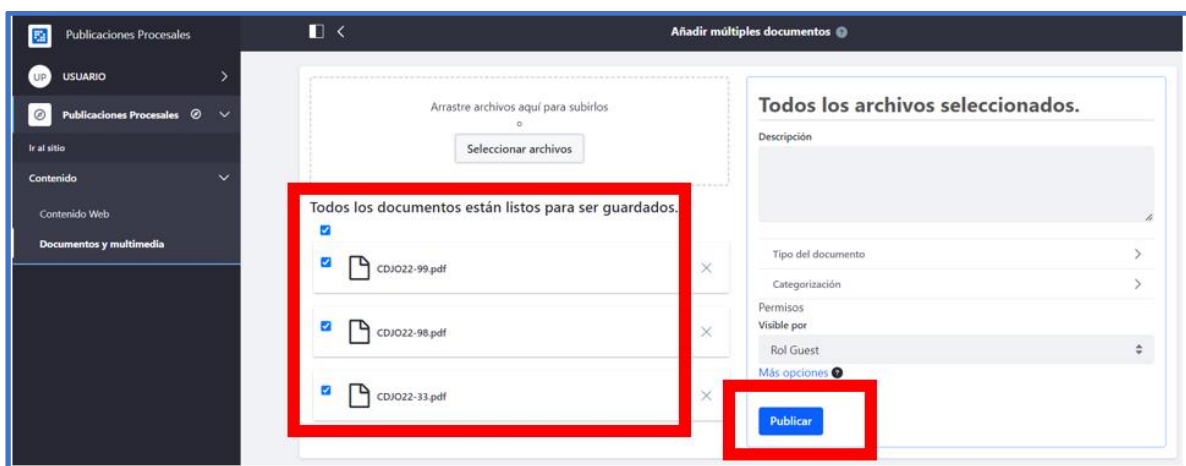 Publicaciones Procesales
Añadir múltiples documentos
UP USUARIO
Publicaciones Procesales
Ir al sitio
Contenido
Contenido Web
Documentos y multimedia
Arrastre archivos aquí para subirlos
o
Seleccionar archivos
Todos los documentos están listos para ser guardados.
CDJO22-99.pdf
CDJO22-98.pdf
CDJO22-33.pdf
Todos los archivos seleccionados.
Descripción
Tipo del documento
Categorización
Permisos
Visible por
Rol Guest
Más opciones ?
Publicar